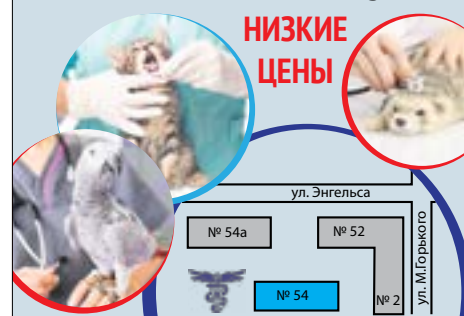 НИЗКИЕ
ЦЕНЫ
ул. Энгельса
№ 54а
№ 52
ул. М.Горького
№ 54
№ 2